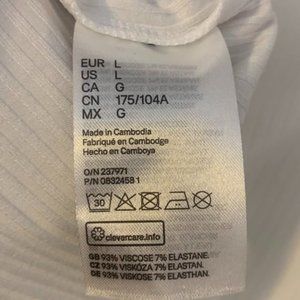 EUR L
US L
CA G
CN 175/104A
MX G
Made in Cambodia
Fabriqué en Cambodge
Hecho en Camboya
O/N 237971
P/N 0832458 1
30
clevercare.info
GB 93% VISCOSE 7% ELASTANE.
CZ 93% VISKÓZA 7% ELASTAN.
DE 93% VISKOSE 7% ELASTHAN.